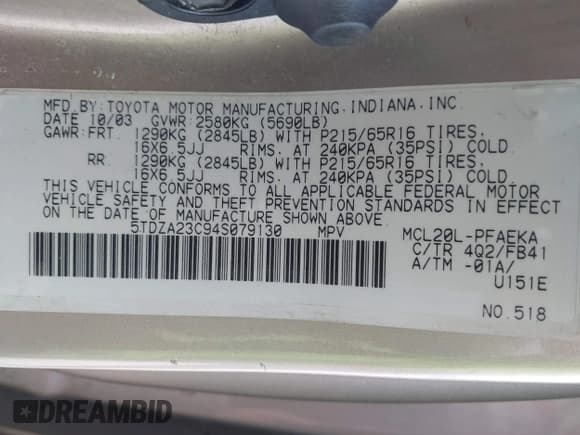 MFD.BY:TOYOTA MOTOR MANUFACTURING.INDIANA.INC
DATE 10/03 GVWR:2580KG (5690LB)
GAWR:FRT. 1290KG (2845LB) WITH P215/65R16 TIRES.
16X6.5JJ RIMS. AT 240KPA (35PSI) COLD
RR. 1290KG (2845LB) WITH P215/65R16 TIRES.
16X6.5JJ RIMS. AT 240KPA (35PSI) COLD
THIS VEHICLE CONFORMS TO ALL APPLICABLE FEDERAL MOTOR
VEHICLE SAFETY AND THEFT PREVENTION STANDARDS IN EFFECT
ON THE DATE OF MANUFACTURE SHOWN ABOVE.
5TDZA23C94S079130 MPV MCL20L-PFAEKA
C/TR 4Q2/FB41
A/TM -01A/
U151E
NO.518
DREAMBID